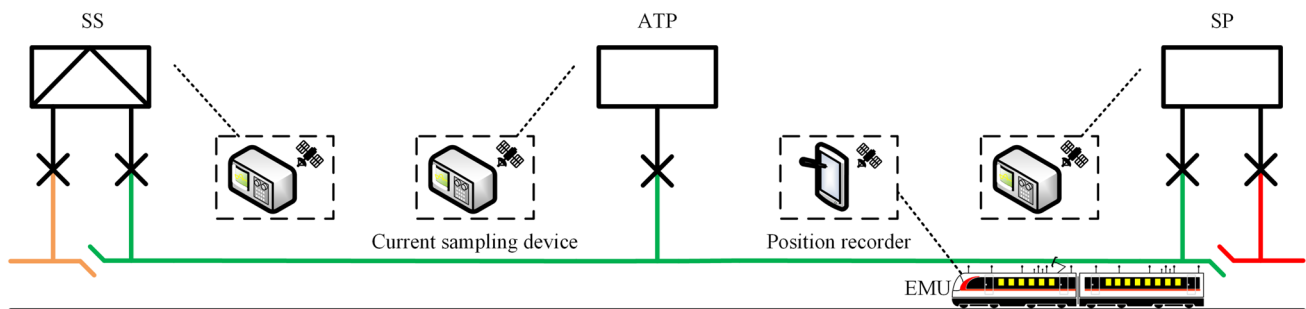 SS
ATP
SP
Current sampling device
Position recorder
EMU